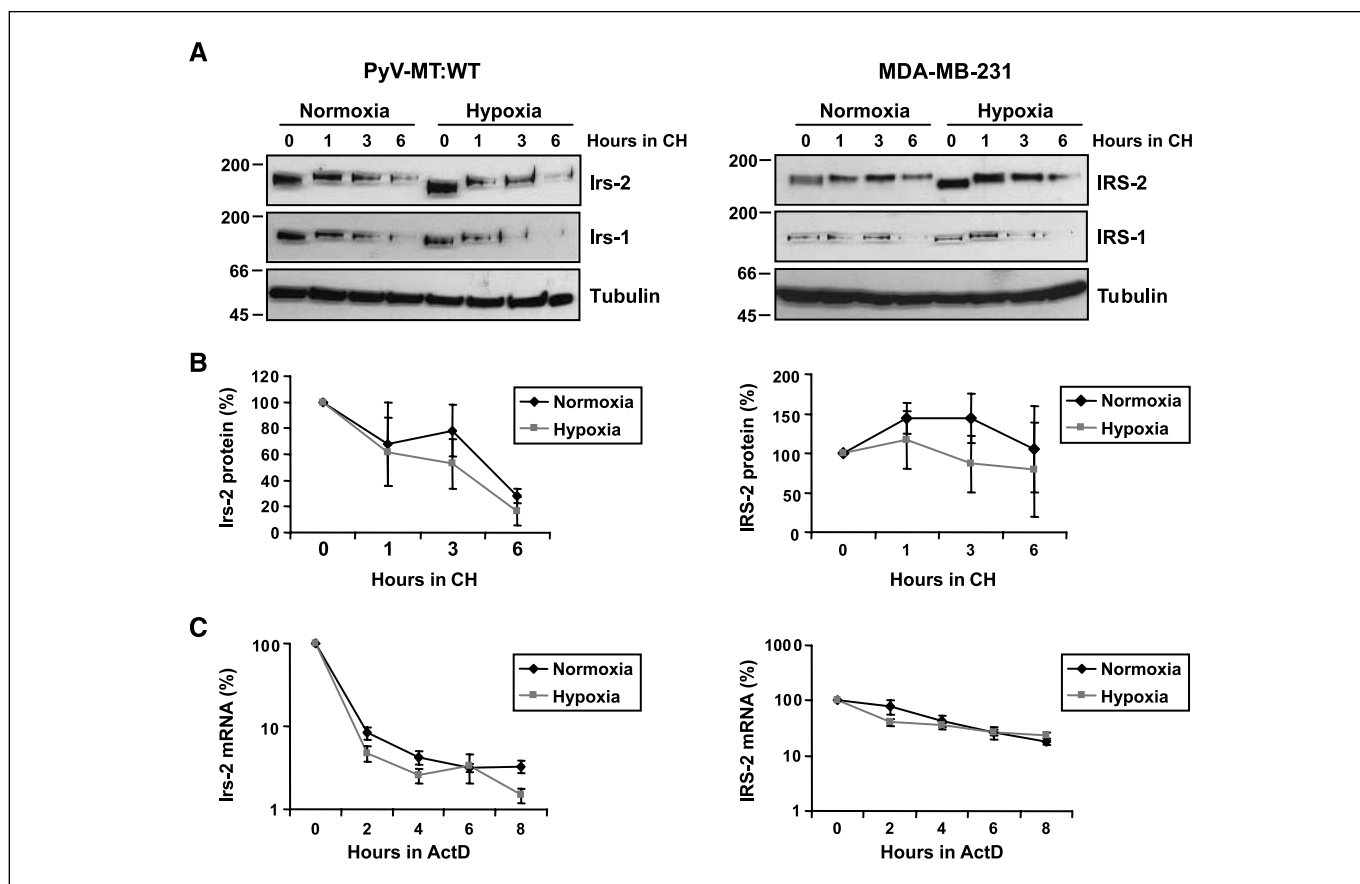 A
PyV-MT:WT
MDA-MB-231
Normoxia Hypoxia
0 1 3 6 0 1 3 6 Hours in CH
200
Irs-2
200
Irs-1
66
Tubulin
45
Normoxia Hypoxia
0 1 3 6 0 1 3 6 Hours in CH
200
IRS-2
200
IRS-1
66
Tubulin
45
B
Irs-2 protein (%)
120
100
80
60
40
20
0
0 1 3 6
Hours in CH
Normoxia
Hypoxia
IRS-2 protein (%)
200
150
100
50
0
0 1 3 6
Hours in CH
Normoxia
Hypoxia
C
Irs-2 mRNA (%)
100
10
1
0 2 4 6 8
Hours in ActD
Normoxia
Hypoxia
IRS-2 mRNA (%)
1000
100
10
1
0 2 4 6 8
Hours in ActD
Normoxia
Hypoxia